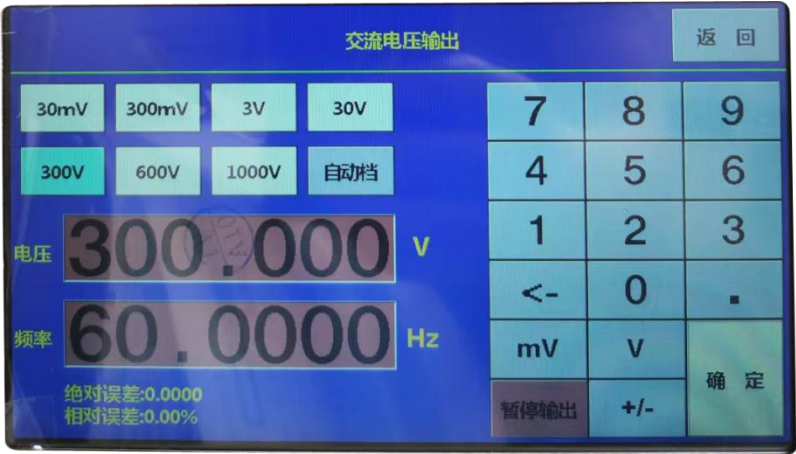 交流电压输出
返 回
30mV 300mV 3V 30V
300V 600V 1000V 自动档
电压 300.000 V
频率 60.0000 Hz
绝对误差:0.0000
相对误差:0.00%
7 8 9
4 5 6
1 2 3
<- 0 .
mV V 确 定
暂停输出 +/-